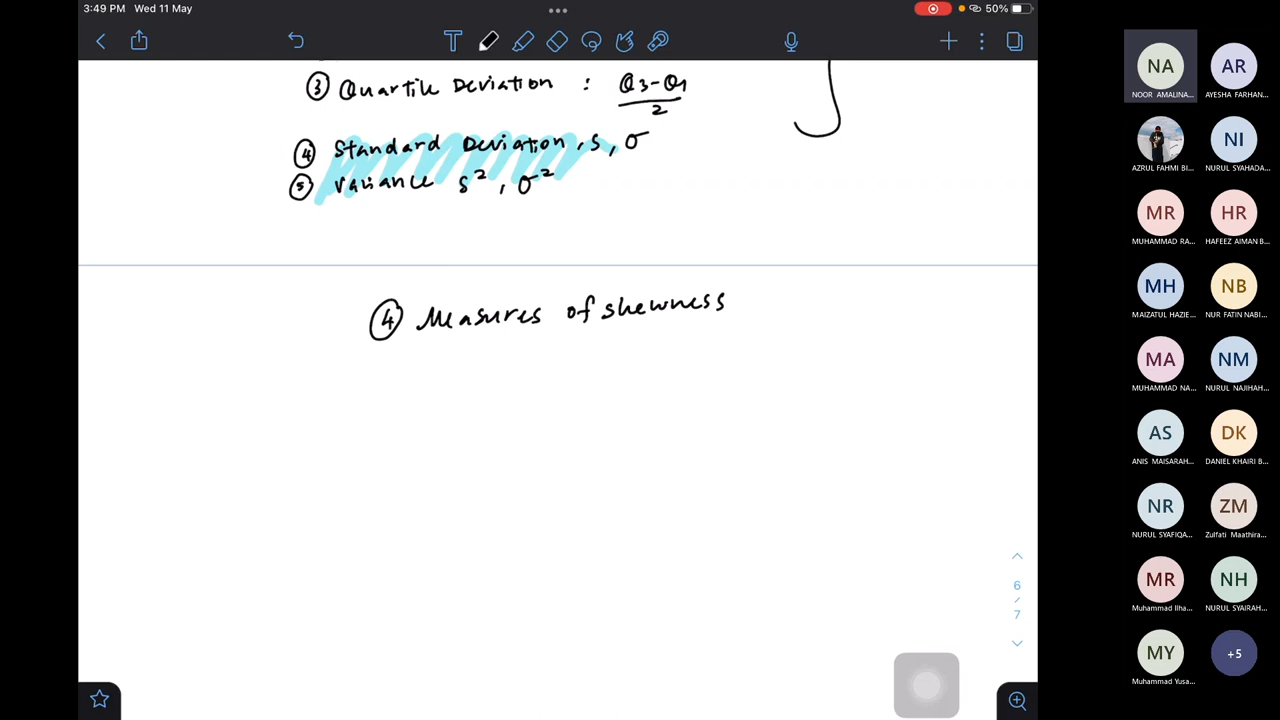 3:49 PM Wed 11 May
50%
③ Quartile Deviation : Q3-Q1
2
④ Standard Deviation, s, σ
⑤ Variance s², σ²
④ Measures of skewness
6
7
NA
NOOR AMALINA...
AR
AYESHA FARHAN...
AZRUL FAHMI BI...
NI
NURUL SYAHADA...
MR
MUHAMMAD RA...
HR
HAFEEZ AIMAN B...
MH
MAIZATUL HAZIE...
NB
NUR FATIN NABI...
MA
MUHAMMAD NA...
NM
NURUL NAJIHAH...
AS
ANIS MAISARAH...
DK
DANIEL KHAIRI B...
NR
NURUL SYAFIQA...
ZM
Zulfati Maathira...
MR
Muhammad Ilha...
NH
NURUL SYAIRAH...
MY
Muhammad Yusa...
+5